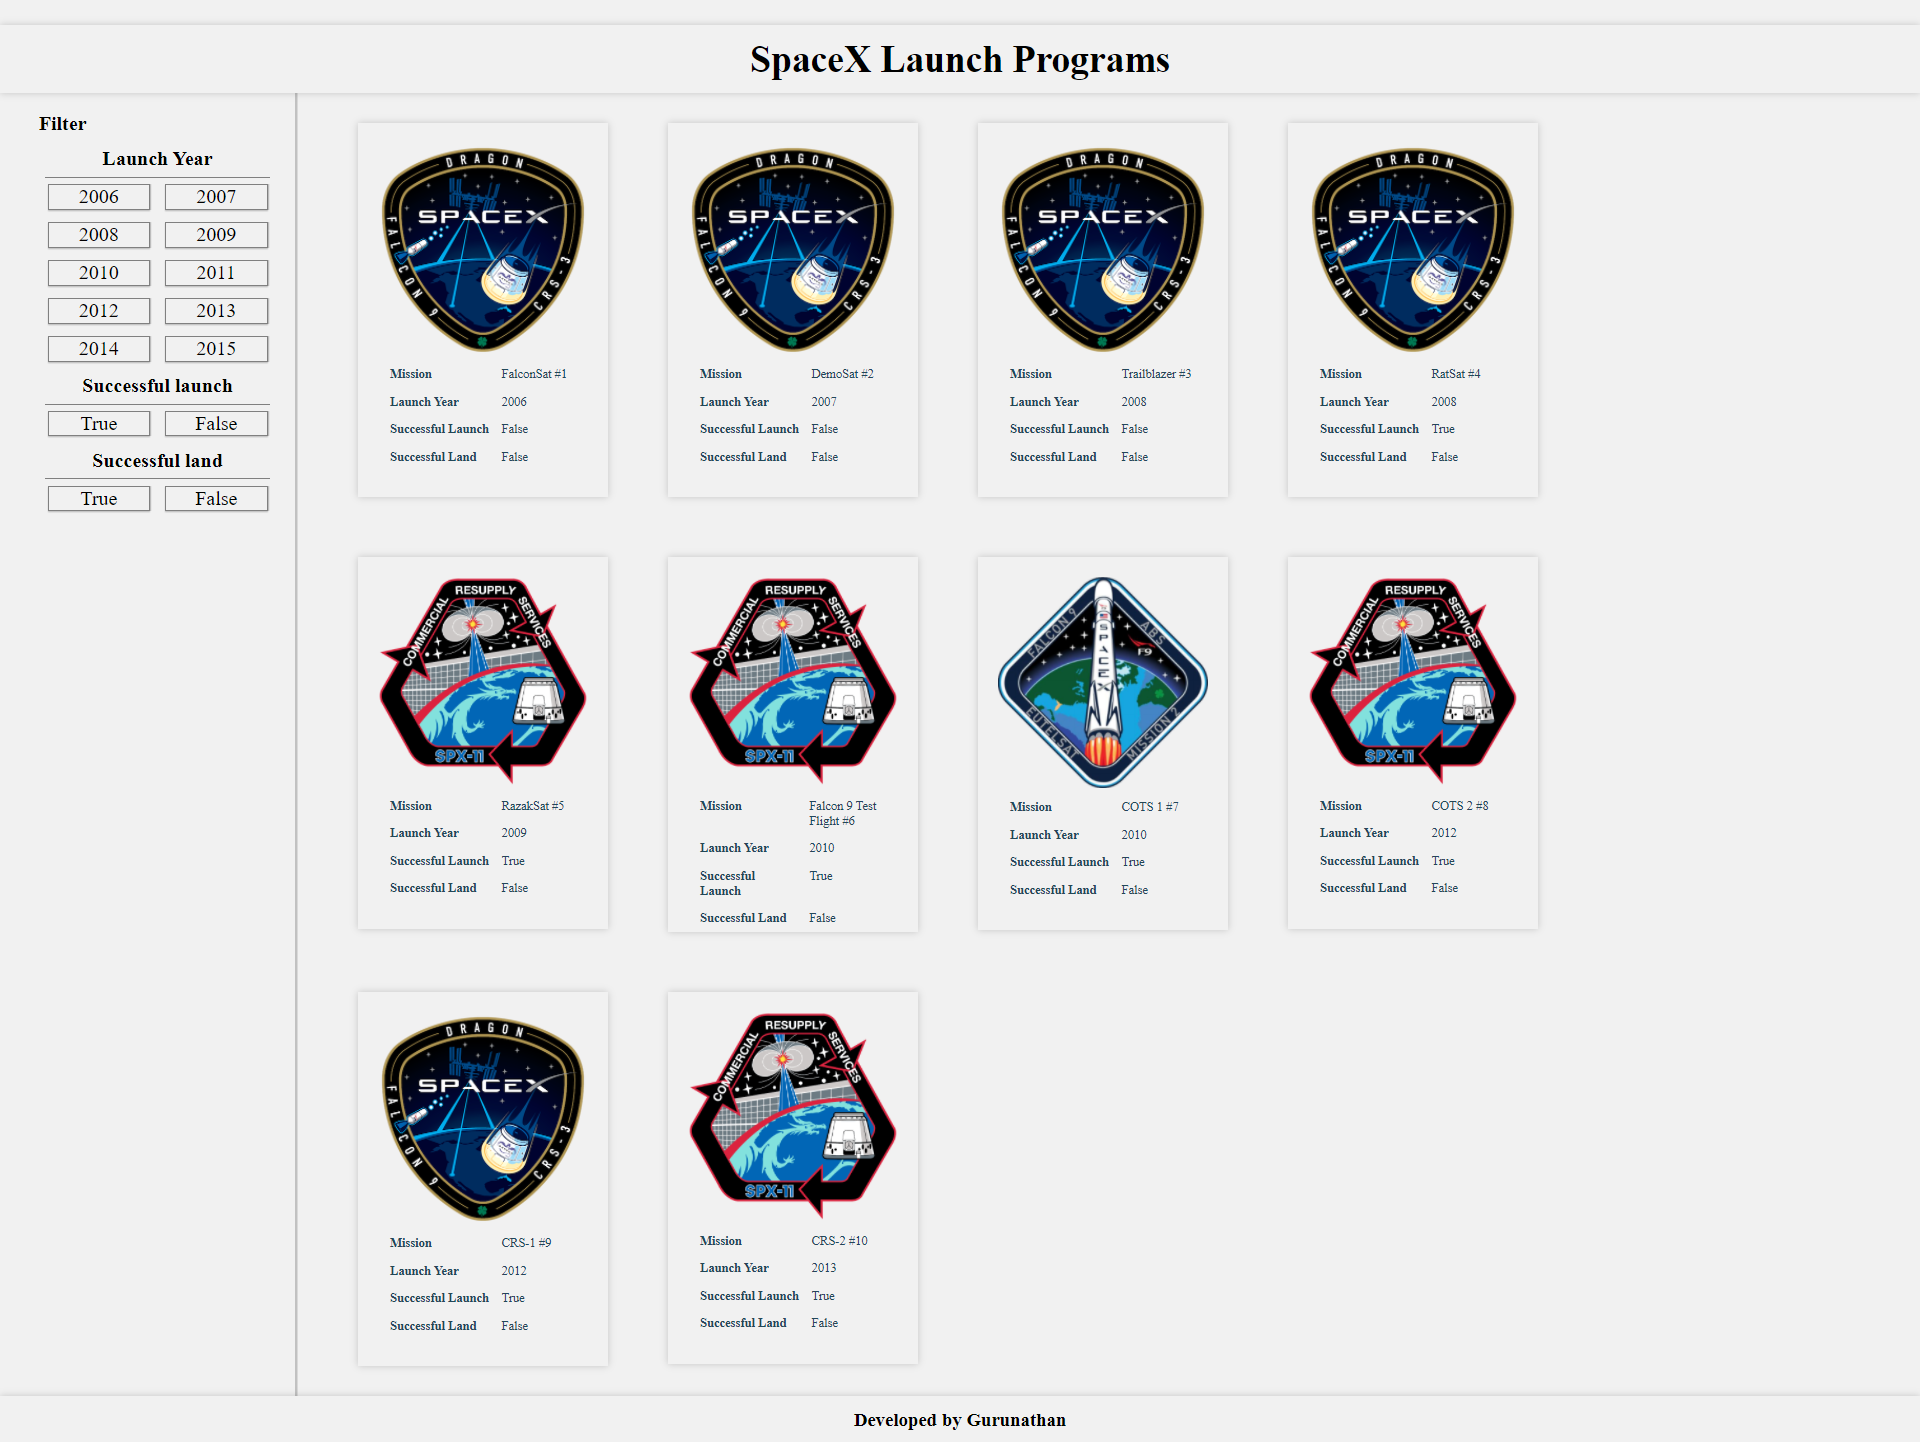 SpaceX Launch Programs
Filter
Launch Year
2006 2007
2008 2009
2010 2011
2012 2013
2014 2015
Successful launch
True False
Successful land
True False
DRAGON
SPACEX
FALCON 9
CRS-3
Mission FalconSat #1
Launch Year 2006
Successful Launch False
Successful Land False
DRAGON
SPACEX
FALCON 9
CRS-3
Mission DemoSat #2
Launch Year 2007
Successful Launch False
Successful Land False
DRAGON
SPACEX
FALCON 9
CRS-3
Mission Trailblazer #3
Launch Year 2008
Successful Launch False
Successful Land False
DRAGON
SPACEX
FALCON 9
CRS-3
Mission RatSat #4
Launch Year 2008
Successful Launch True
Successful Land False
COMMERCIAL RESUPPLY SERVICES
SPX-11
Mission RazakSat #5
Launch Year 2009
Successful Launch True
Successful Land False
COMMERCIAL RESUPPLY SERVICES
SPX-11
Mission Falcon 9 Test
Flight #6
Launch Year 2010
Successful True
Launch
Successful Land False
FALCON 9
ABS
F9
SPACEX
EUTELSAT
MISSION 2
Mission COTS 1 #7
Launch Year 2010
Successful Launch True
Successful Land False
COMMERCIAL RESUPPLY SERVICES
SPX-11
Mission COTS 2 #8
Launch Year 2012
Successful Launch True
Successful Land False
DRAGON
SPACEX
FALCON 9
CRS-3
Mission CRS-1 #9
Launch Year 2012
Successful Launch True
Successful Land False
COMMERCIAL RESUPPLY SERVICES
SPX-11
Mission CRS-2 #10
Launch Year 2013
Successful Launch True
Successful Land False
Developed by Gurunathan